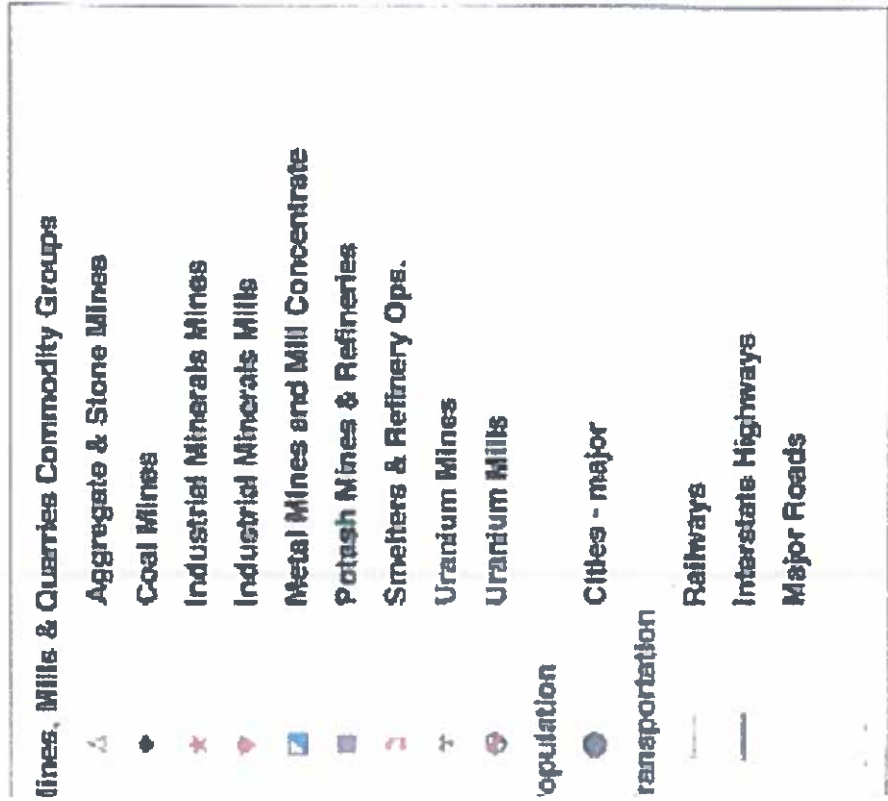 Mines, Mills & Quarries Commodity Groups
Aggregate & Stone Mines
Coal Mines
Industrial Minerals Mines
Industrial Minerals Mills
Metal Mines and Mill Concentrate
Potash Mines & Refineries
Smelters & Refinery Ops.
Uranium Mines
Uranium Mills
opulation
Cities - major
ransportation
Railways
Interstate Highways
Major Roads